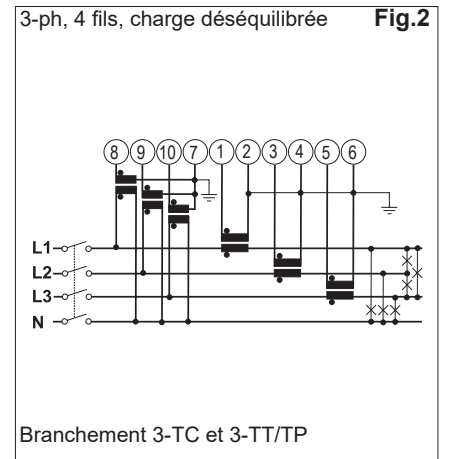 3-ph, 4 fils, charge déséquilibrée Fig.2
8 9 10 7 1 2 3 4 5 6
L1
L2
L3
N
Branchement 3-TC et 3-TT/TP